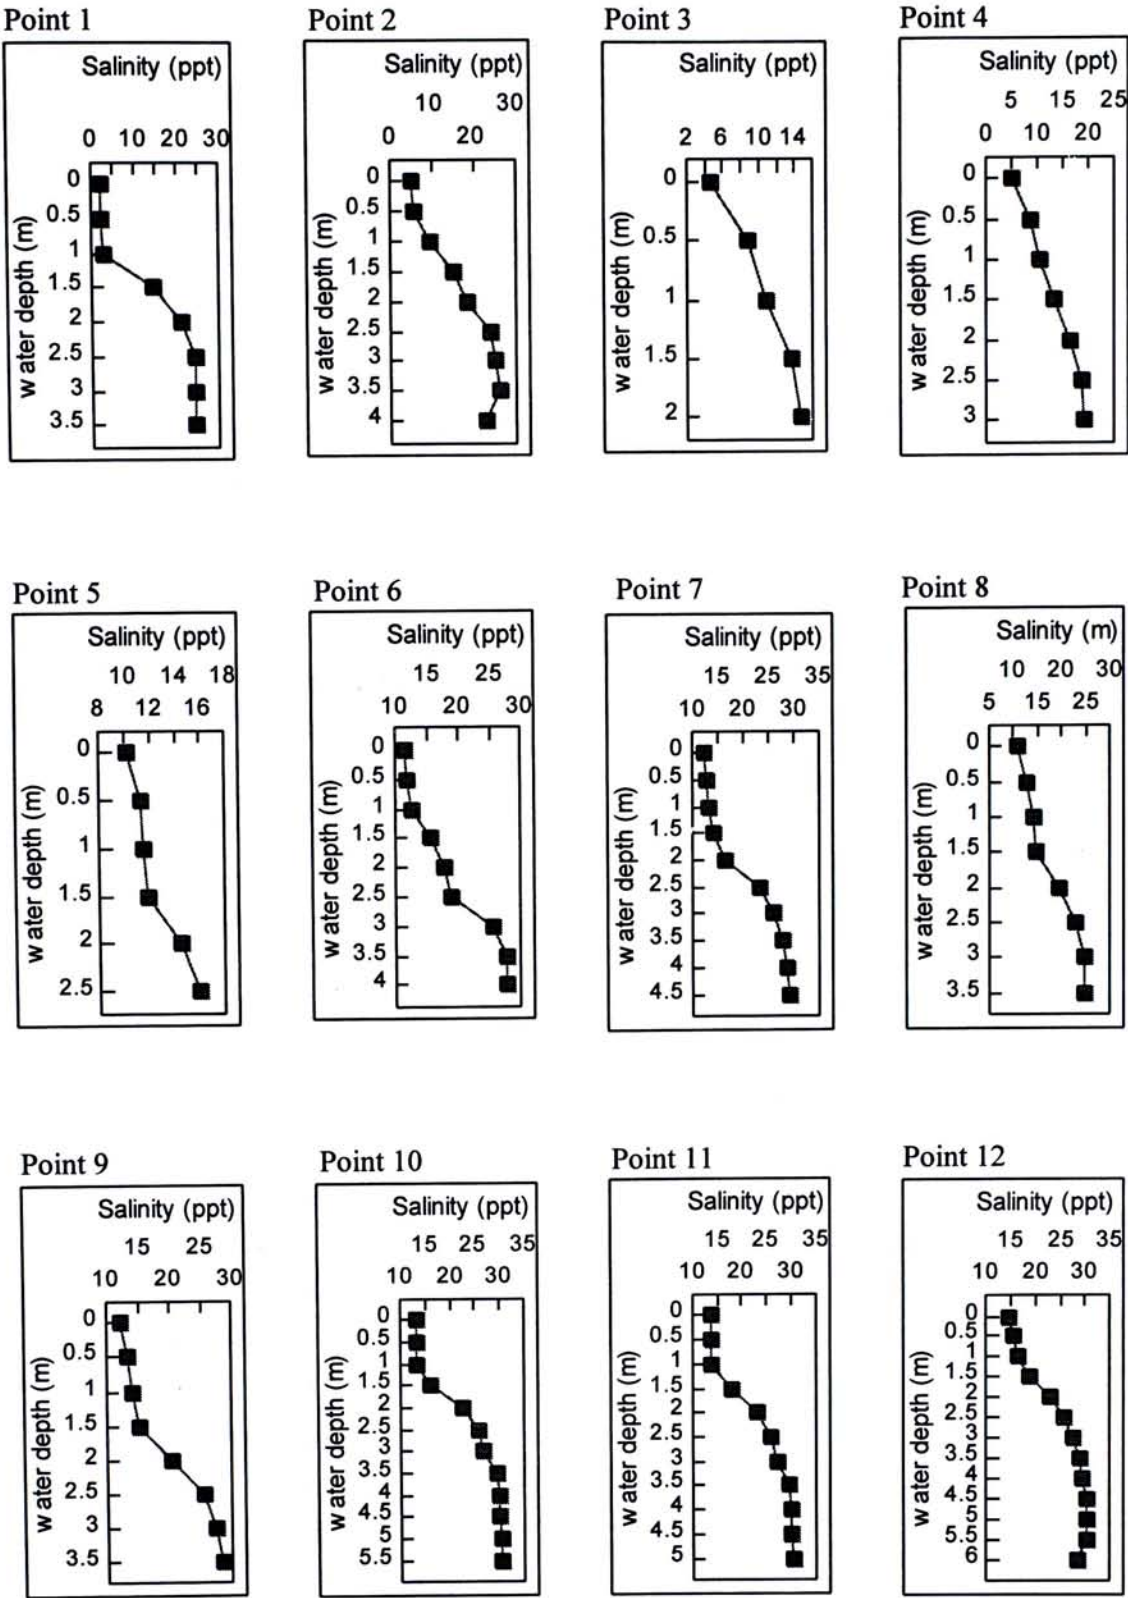 Point 1
Salinity (ppt)
0 10 20 30
water depth (m)
0
0.5
1
1.5
2
2.5
3
3.5
Point 2
Salinity (ppt)
10 30
0 20
water depth (m)
0
0.5
1
1.5
2
2.5
3
3.5
4
Point 3
Salinity (ppt)
2 6 10 14
water depth (m)
0
0.5
1
1.5
2
Point 4
Salinity (ppt)
5 15 25
0 10 20
water depth (m)
0
0.5
1
1.5
2
2.5
3
Point 5
Salinity (ppt)
10 14 18
8 12 16
water depth (m)
0
0.5
1
1.5
2
2.5
Point 6
Salinity (ppt)
15 25
10 20 30
water depth (m)
0
0.5
1
1.5
2
2.5
3
3.5
4
Point 7
Salinity (ppt)
15 25 35
10 20 30
water depth (m)
0
0.5
1
1.5
2
2.5
3
3.5
4
4.5
Point 8
Salinity (m)
10 20 30
5 15 25
water depth (m)
0
0.5
1
1.5
2
2.5
3
3.5
Point 9
Salinity (ppt)
15 25
10 20 30
water depth (m)
0
0.5
1
1.5
2
2.5
3
3.5
Point 10
Salinity (ppt)
15 25 35
10 20 30
water depth (m)
0
0.5
1
1.5
2
2.5
3
3.5
4
4.5
5
5.5
Point 11
Salinity (ppt)
15 25 35
10 20 30
water depth (m)
0
0.5
1
1.5
2
2.5
3
3.5
4
4.5
5
Point 12
Salinity (ppt)
15 25 35
10 20 30
water depth (m)
0
0.5
1
1.5
2
2.5
3
3.5
4
4.5
5
5.5
6